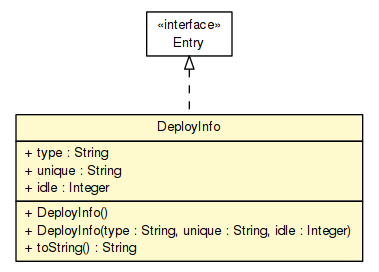 «interface»
Entry
DeployInfo
+ type : String
+ unique : String
+ idle : Integer
+ DeployInfo()
+ DeployInfo(type : String, unique : String, idle : Integer)
+ toString() : String